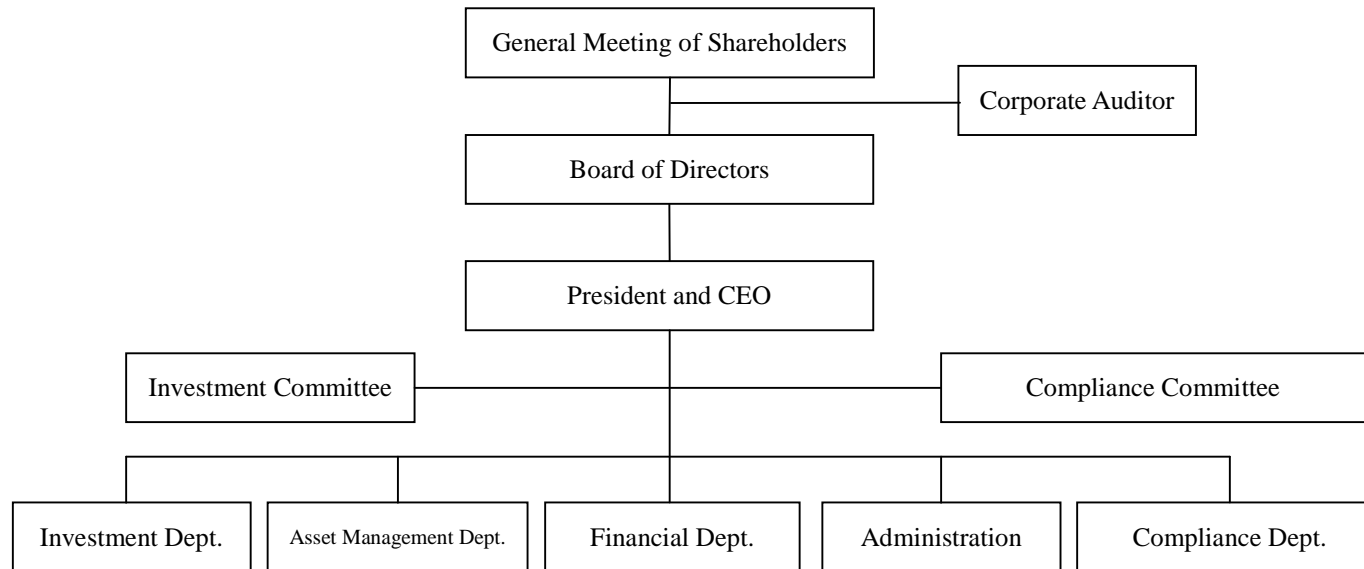 General Meeting of Shareholders
Corporate Auditor
Board of Directors
President and CEO
Investment Committee
Compliance Committee
Investment Dept.
Asset Management Dept.
Financial Dept.
Administration
Compliance Dept.